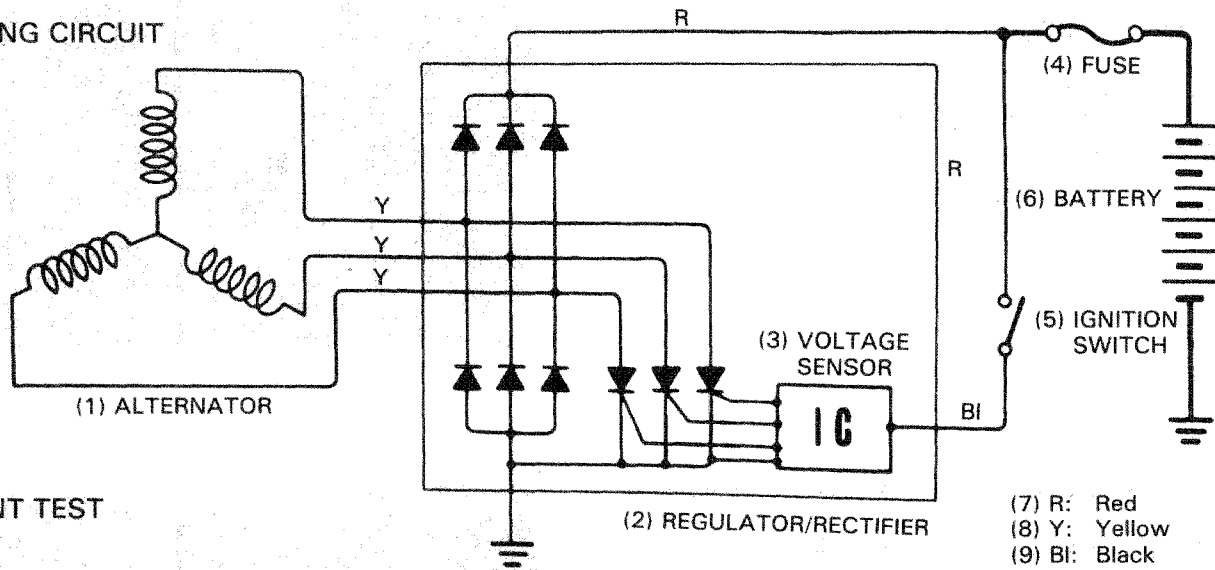 NG CIRCUIT
R
(4) FUSE
R
(6) BATTERY
Y
Y
Y
(3) VOLTAGE
SENSOR
(5) IGNITION
SWITCH
(1) ALTERNATOR
IC
Bl
NT TEST
(2) REGULATOR/RECTIFIER
(7) R: Red
(8) Y: Yellow
(9) Bl: Black